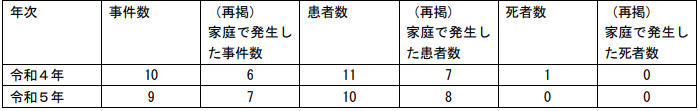 年次 事件数 （再掲）家庭で発生した事件数 患者数 （再掲）家庭で発生した患者数 死者数 （再掲）家庭で発生した死者数
令和４年 10 6 11 7 1 0
令和５年 9 7 10 8 0 0